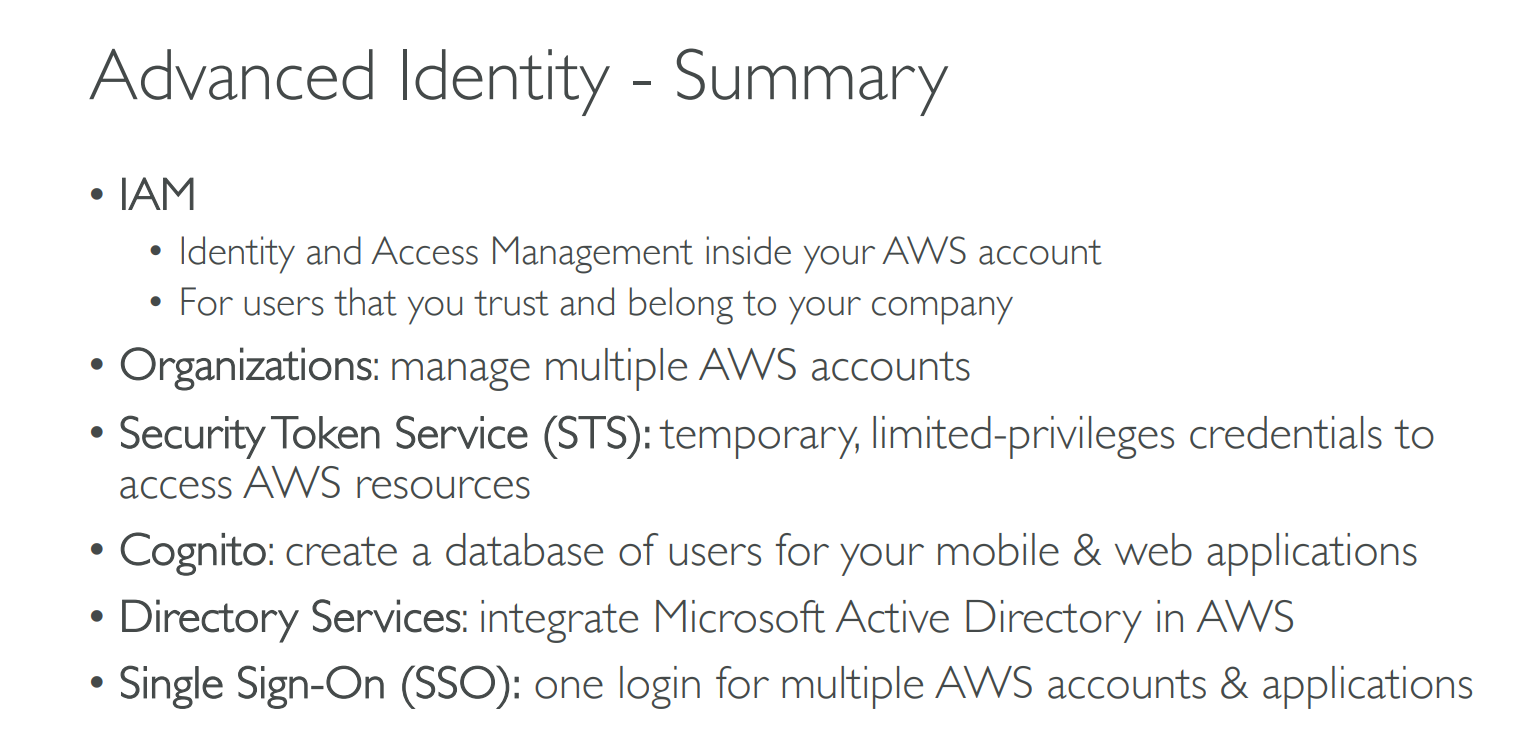 Advanced Identity - Summary
• IAM
• Identity and Access Management inside your AWS account
• For users that you trust and belong to your company
• Organizations: manage multiple AWS accounts
• Security Token Service (STS): temporary, limited-privileges credentials to
access AWS resources
• Cognito: create a database of users for your mobile & web applications
• Directory Services: integrate Microsoft Active Directory in AWS
• Single Sign-On (SSO): one login for multiple AWS accounts & applications